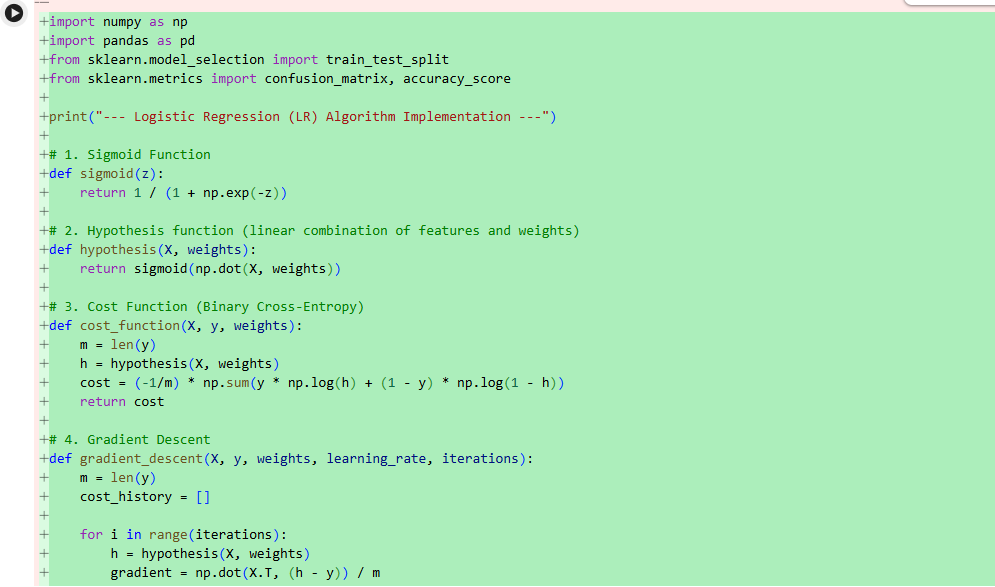 +import numpy as np
+import pandas as pd
+from sklearn.model_selection import train_test_split
+from sklearn.metrics import confusion_matrix, accuracy_score
+
+print("--- Logistic Regression (LR) Algorithm Implementation ---")
+
+# 1. Sigmoid Function
+def sigmoid(z):
+    return 1 / (1 + np.exp(-z))
+
+# 2. Hypothesis function (linear combination of features and weights)
+def hypothesis(X, weights):
+    return sigmoid(np.dot(X, weights))
+
+# 3. Cost Function (Binary Cross-Entropy)
+def cost_function(X, y, weights):
+    m = len(y)
+    h = hypothesis(X, weights)
+    cost = (-1/m) * np.sum(y * np.log(h) + (1 - y) * np.log(1 - h))
+    return cost
+
+# 4. Gradient Descent
+def gradient_descent(X, y, weights, learning_rate, iterations):
+    m = len(y)
+    cost_history = []
+
+    for i in range(iterations):
+        h = hypothesis(X, weights)
+        gradient = np.dot(X.T, (h - y)) / m